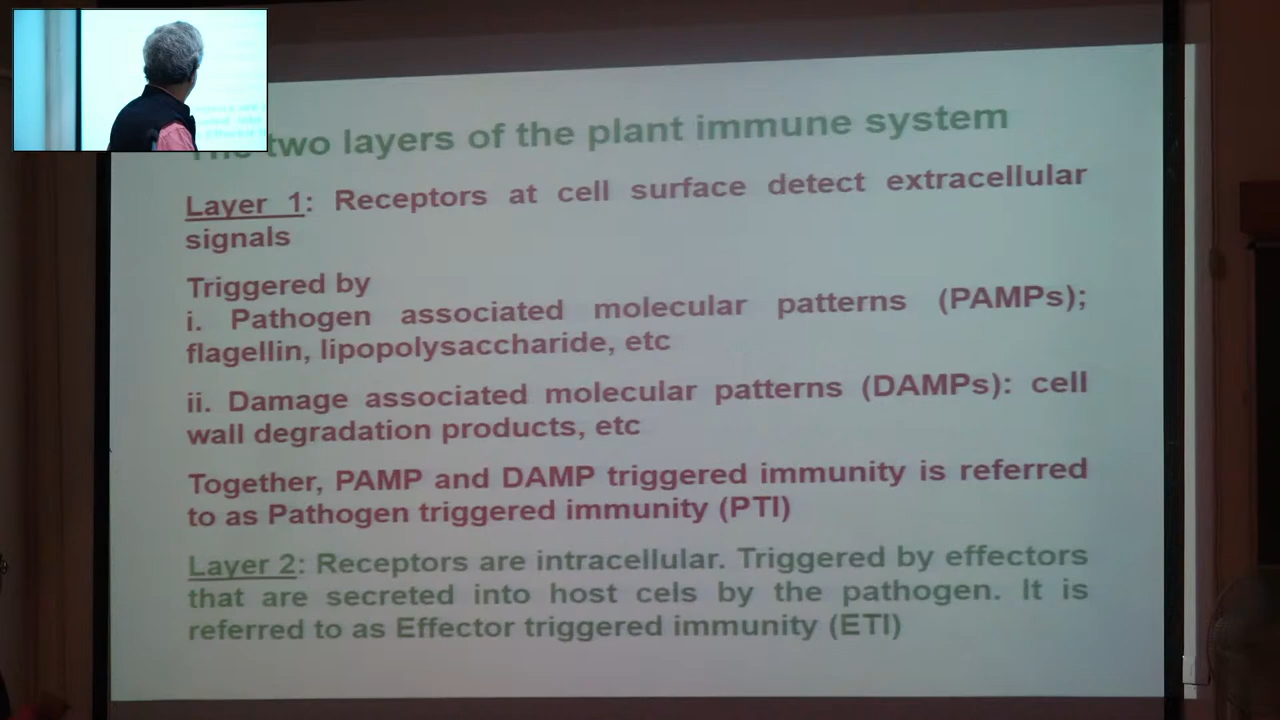 The two layers of the plant immune system
Layer 1: Receptors at cell surface detect extracellular
signals
Triggered by
i. Pathogen associated molecular patterns (PAMPs);
flagellin, lipopolysaccharide, etc
ii. Damage associated molecular patterns (DAMPs): cell
wall degradation products, etc
Together, PAMP and DAMP triggered immunity is referred
to as Pathogen triggered immunity (PTI)
Layer 2: Receptors are intracellular. Triggered by effectors
that are secreted into host cels by the pathogen. It is
referred to as Effector triggered immunity (ETI)